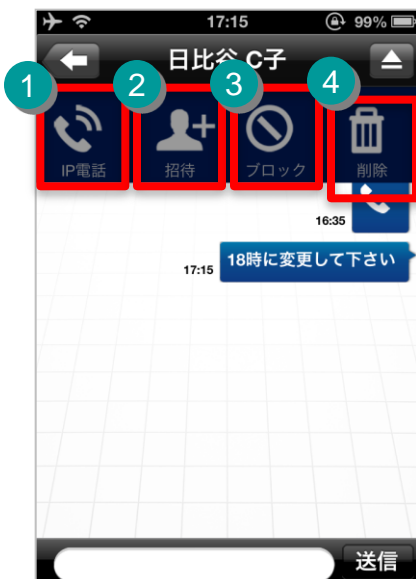 17:15 99%
日比谷 C子
1 2 3 4
IP電話 招待 ブロック 削除
16:35
17:15 18時に変更して下さい
送信